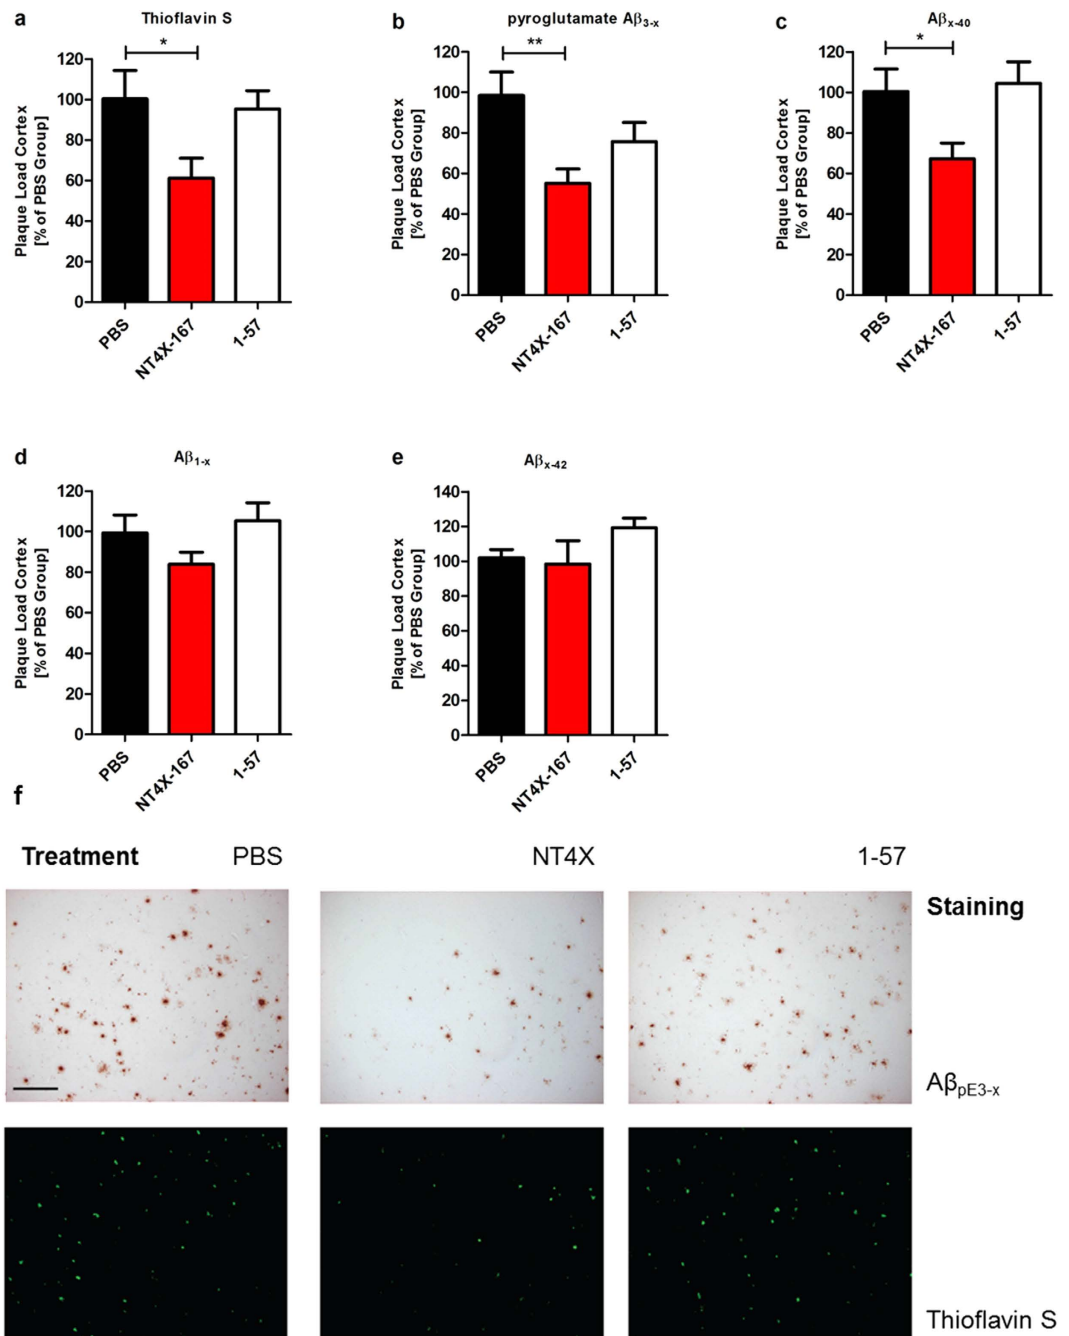 a
Thioflavin S
*
Plaque Load Cortex
[% of PBS Group]
120
100
80
60
40
20
0
PBS
NT4X-167
1-57
b
pyroglutamate Aβ3-x
**
Plaque Load Cortex
[% of PBS Group]
120
100
80
60
40
20
0
PBS
NT4X-167
1-57
c
Aβx-40
*
Plaque Load Cortex
[% of PBS Group]
120
100
80
60
40
20
0
PBS
NT4X-167
1-57
d
Aβ1-x
Plaque Load Cortex
[% of PBS Group]
120
100
80
60
40
20
0
PBS
NT4X-167
1-57
e
Aβx-42
Plaque Load Cortex
[% of PBS Group]
140
120
100
80
60
40
20
0
PBS
NT4X-167
1-57
f
Treatment PBS NT4X 1-57
Staining
AβpE3-x
Thioflavin S